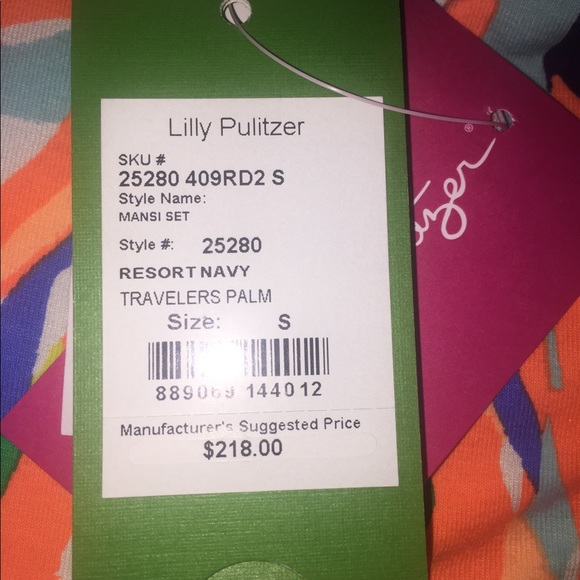 Lilly Pulitzer
SKU #
25280 409RD2 S
Style Name:
MANSI SET
Style #: 25280
RESORT NAVY
TRAVELERS PALM
Size: S
889069 144012
Manufacturer's Suggested Price
$218.00
®